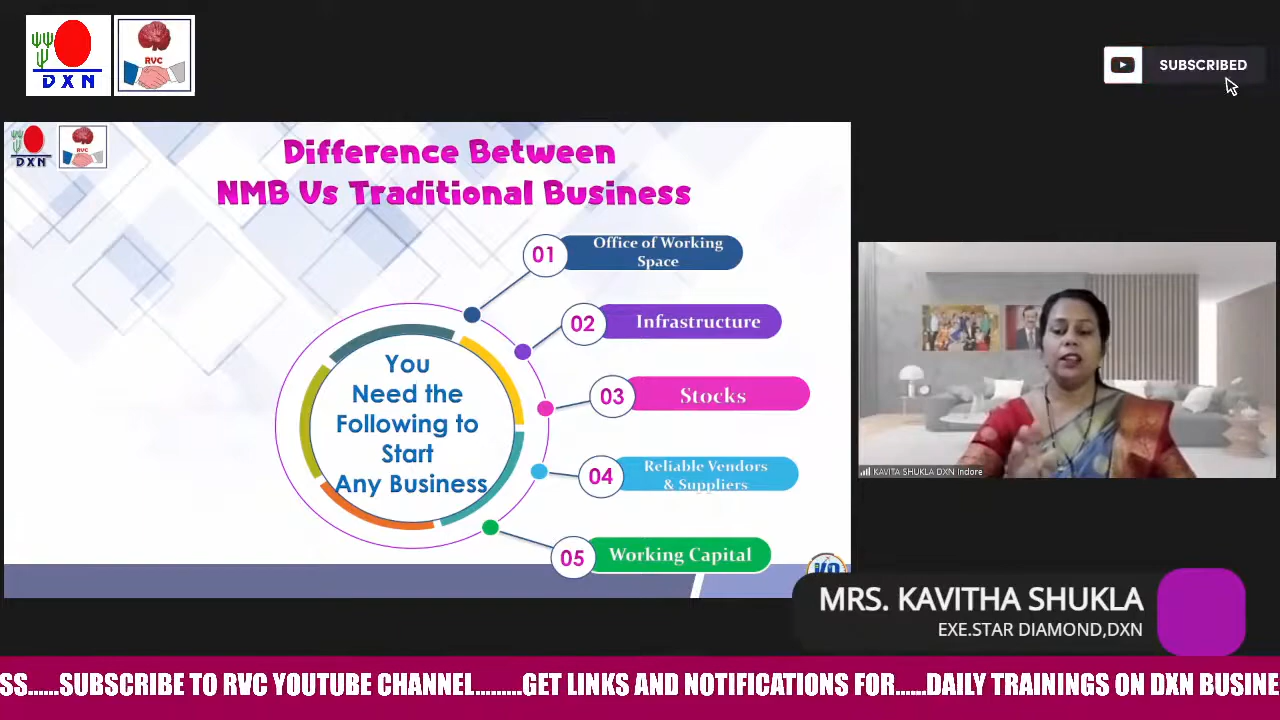 DXN
RVC
SUBSCRIBED
DXN
Difference Between
NMB Vs Traditional Business
01
Office of Working
Space
02
Infrastructure
03
Stocks
04
Reliable Vendors
& Suppliers
05
Working Capital
You
Need the
Following to
Start
Any Business
KAVITA SHUKLA DXN Indore
MRS. KAVITHA SHUKLA
EXE.STAR DIAMOND,DXN
SS......SUBSCRIBE TO RVC YOUTUBE CHANNEL.........GET LINKS AND NOTIFICATIONS FOR......DAILY TRAININGS ON DXN BUSINE